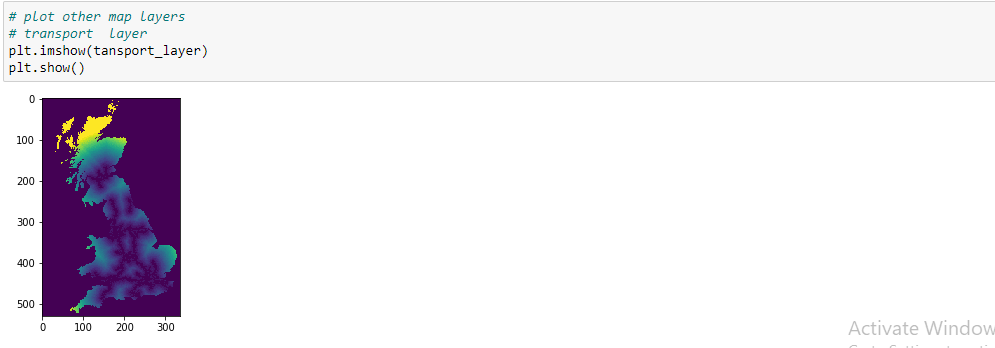 # plot other map layers
# transport  layer
plt.imshow(tansport_layer)
plt.show()
0
100
200
300
400
500
0 100 200 300
Activate Window